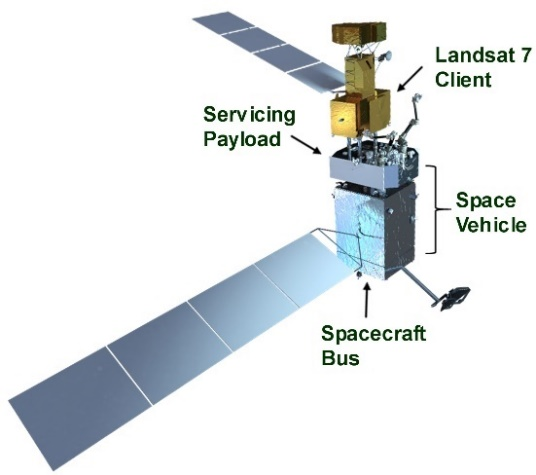 Landsat 7
Client
Servicing
Payload
Space
Vehicle
Spacecraft
Bus